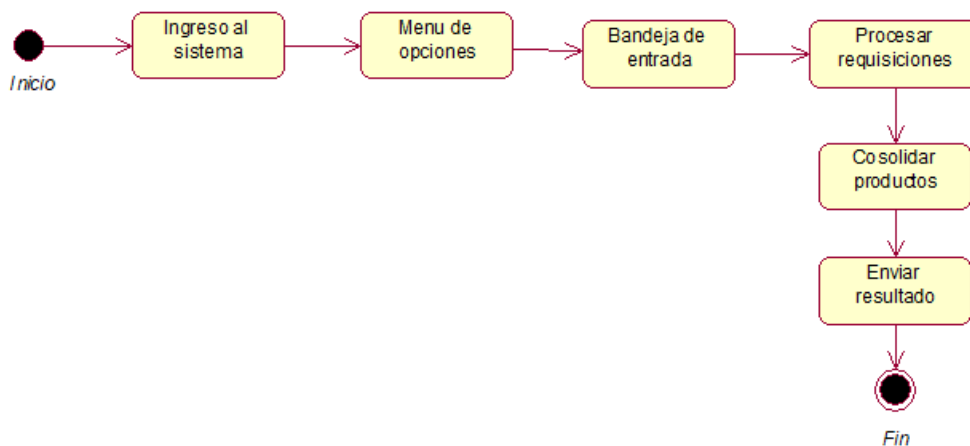 Inicio
Ingreso al
sistema
Menu de
opciones
Bandeja de
entrada
Procesar
requisiciones
Cosolidar
productos
Enviar
resultado
Fin